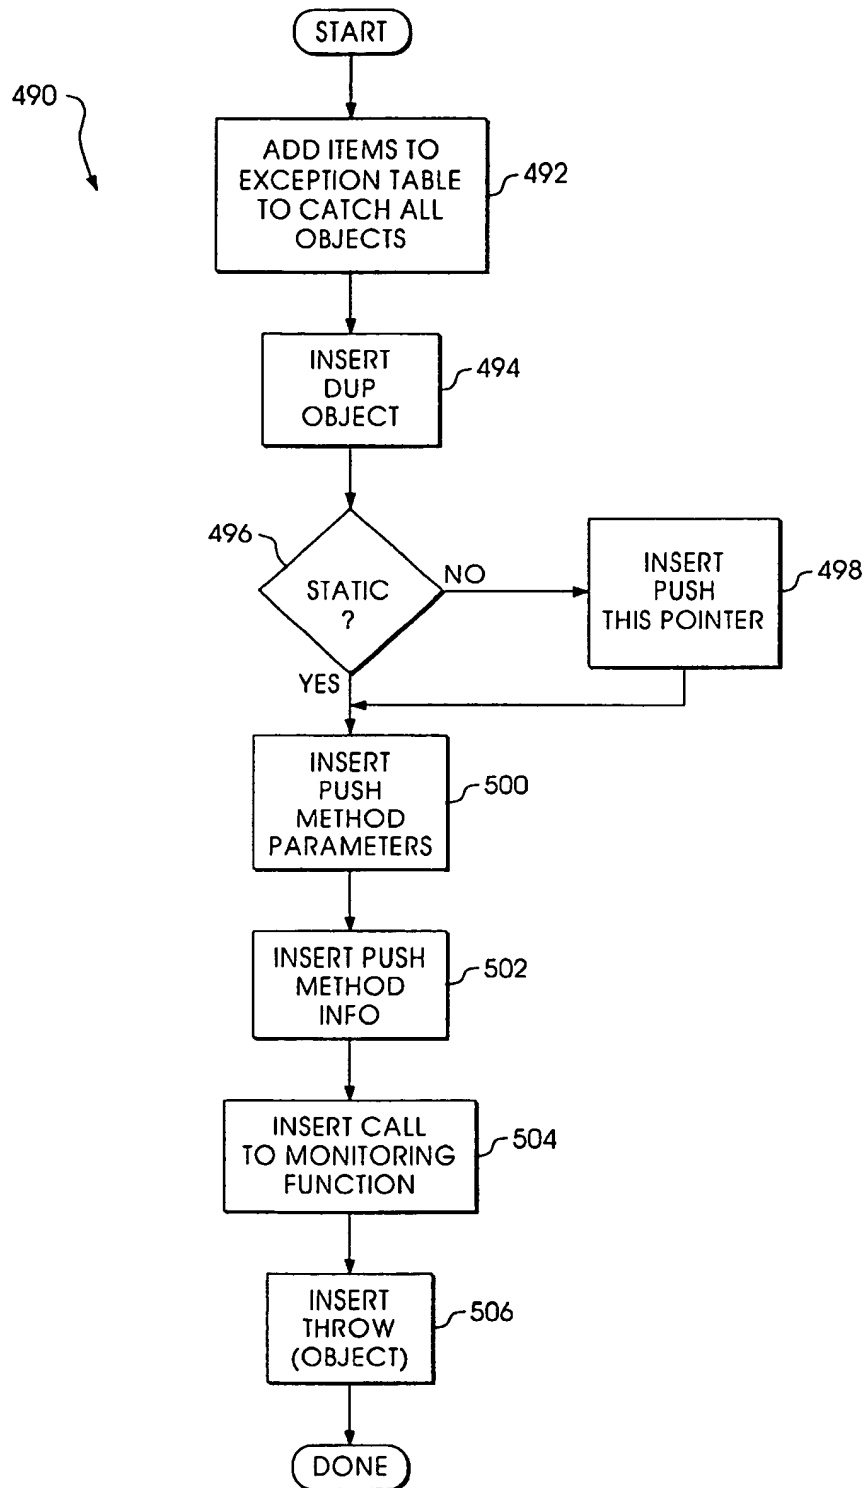 START
490
ADD ITEMS TO
EXCEPTION TABLE
TO CATCH ALL
OBJECTS
492
INSERT
DUP
OBJECT
494
496
STATIC
?
NO
YES
INSERT
PUSH
THIS POINTER
498
INSERT
PUSH
METHOD
PARAMETERS
500
INSERT PUSH
METHOD
INFO
502
INSERT CALL
TO MONITORING
FUNCTION
504
INSERT
THROW
(OBJECT)
506
DONE